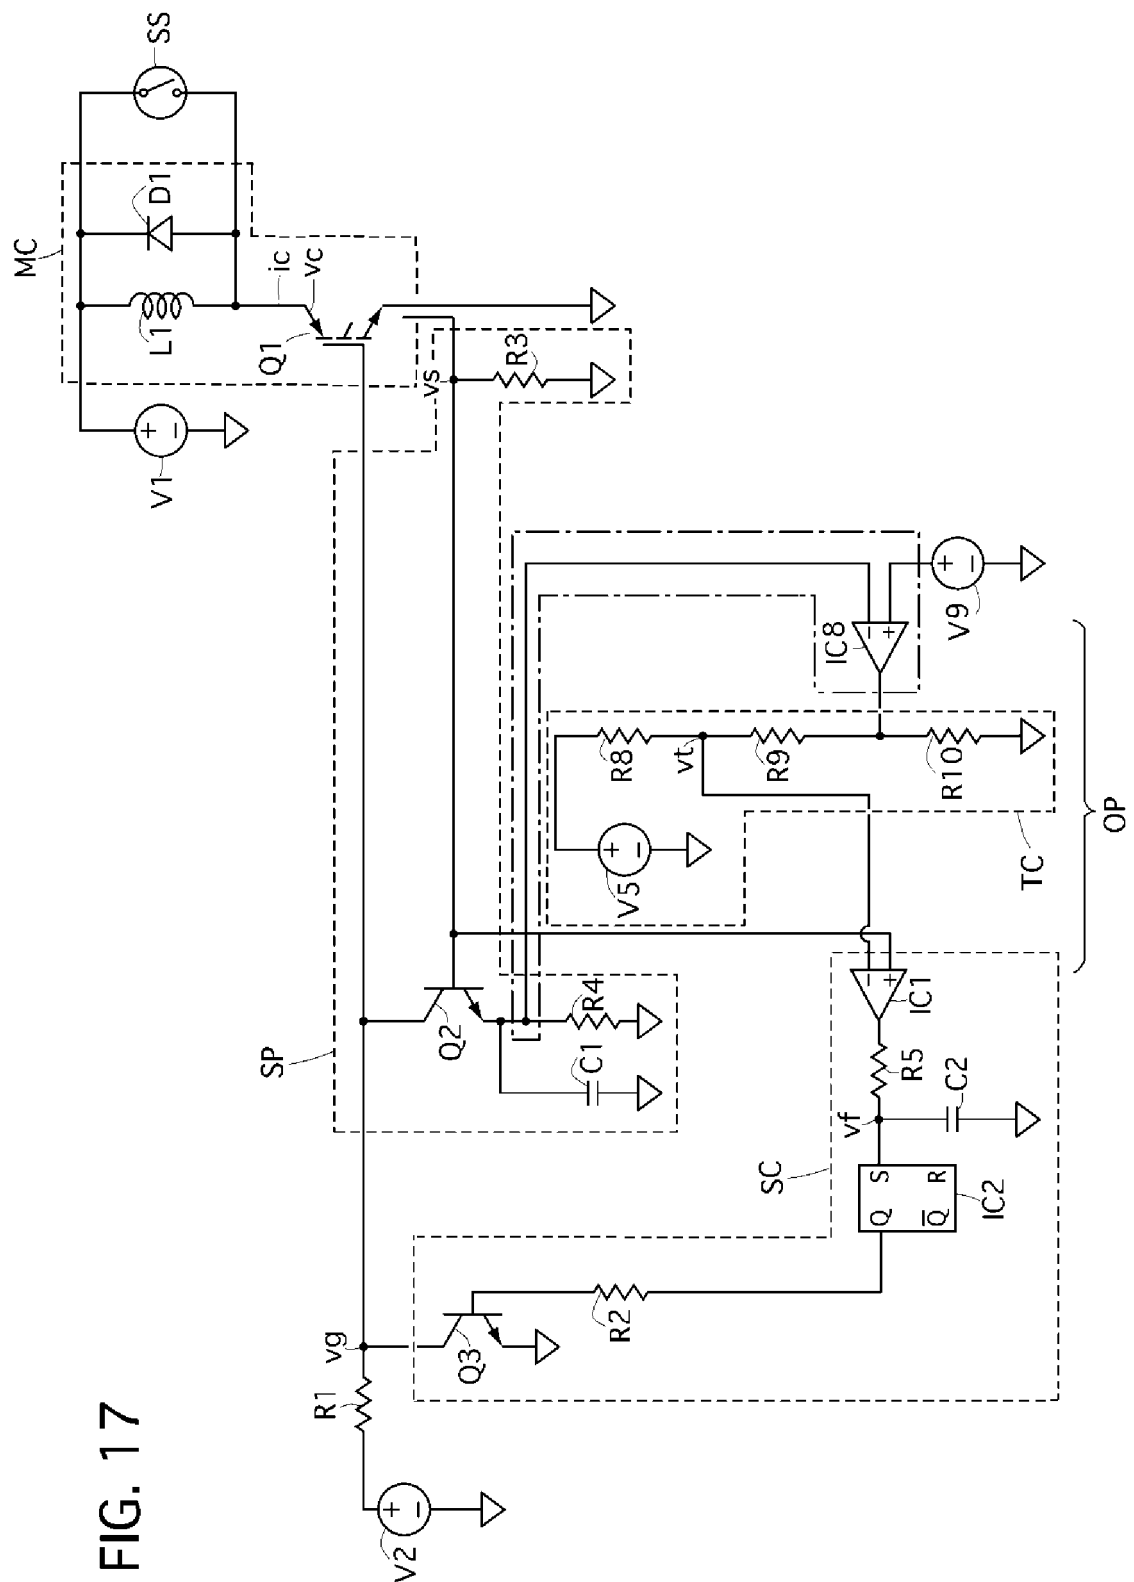 FIG. 17
MC
SS
D1
L1
ic
vc
Q1
V1
vs
R3
SP
Q2
C1
R4
IC8
− +
V9
+ −
R8
vt
R9
R10
V5
+ −
TC
OP
IC1
− +
R5
C2
vf
SC
S
R
Q
Q̅
IC2
R2
Q3
vg
R1
V2
+ −
+ −